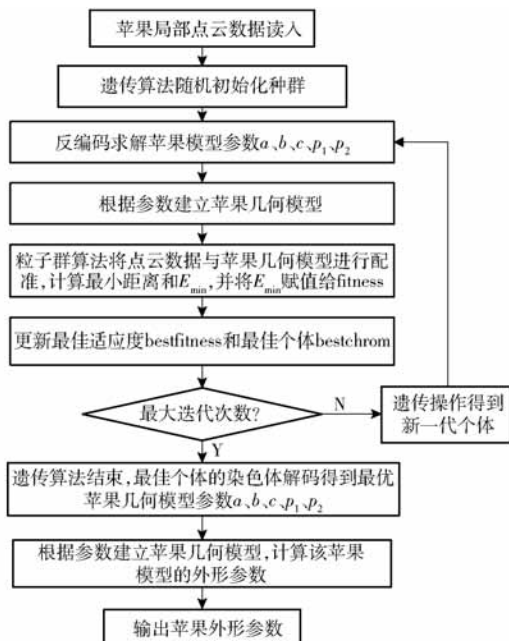 苹果局部点云数据读入
遗传算法随机初始化种群
反编码求解苹果模型参数a、b、c、p₁、p₂
根据参数建立苹果几何模型
粒子群算法将点云数据与苹果几何模型进行配
准,计算最小距离和Emin,并将Emin赋值给fitness
更新最佳适应度bestfitness和最佳个体bestchrom
最大迭代次数?
N
遗传操作得到
新一代个体
Y
遗传算法结束,最佳个体的染色体解码得到最优
苹果几何模型参数a、b、c、p₁、p₂
根据参数建立苹果几何模型,计算该苹果
模型的外形参数
输出苹果外形参数